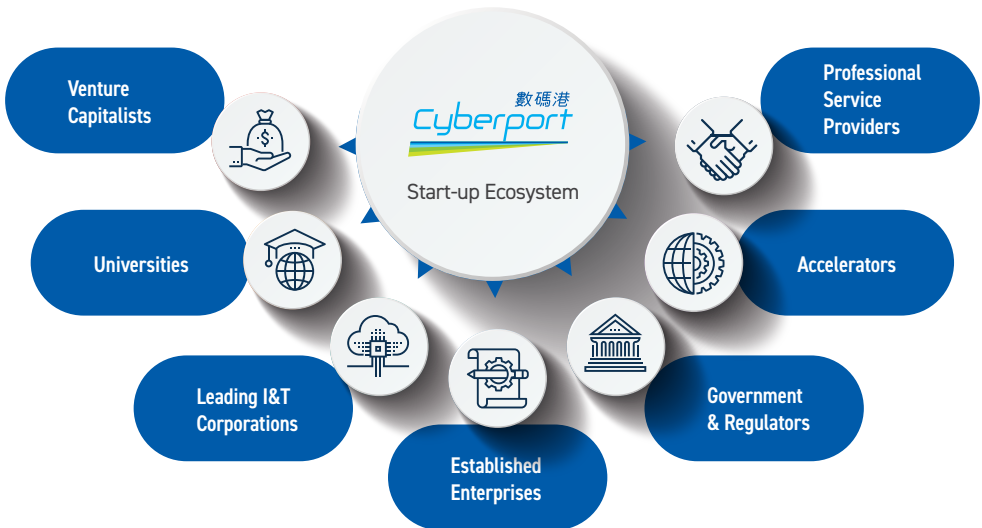 數碼港
Cyberport
Start-up Ecosystem
Venture
Capitalists
Universities
Leading I&T
Corporations
Established
Enterprises
Government
& Regulators
Accelerators
Professional
Service
Providers
$